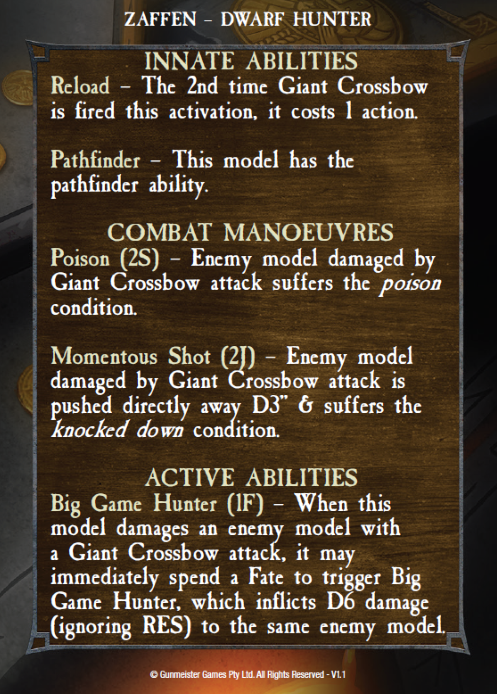 ZAFFEN – DWARF HUNTER
INNATE ABILITIES
Reload – The 2nd time Giant Crossbow
is fired this activation, it costs 1 action.
Pathfinder – This model has the
pathfinder ability.
COMBAT MANOEUVRES
Poison (2S) – Enemy model damaged by
Giant Crossbow attack suffers the poison
condition.
Momentous Shot (2J) – Enemy model
damaged by Giant Crossbow attack is
pushed directly away D3" & suffers the
knocked down condition.
ACTIVE ABILITIES
Big Game Hunter (1F) – When this
model damages an enemy model with
a Giant Crossbow attack, it may
immediately spend a Fate to trigger Big
Game Hunter, which inflicts D6 damage
(ignoring RES) to the same enemy model.
© Gunmeister Games Pty Ltd. All Rights Reserved - V1.1